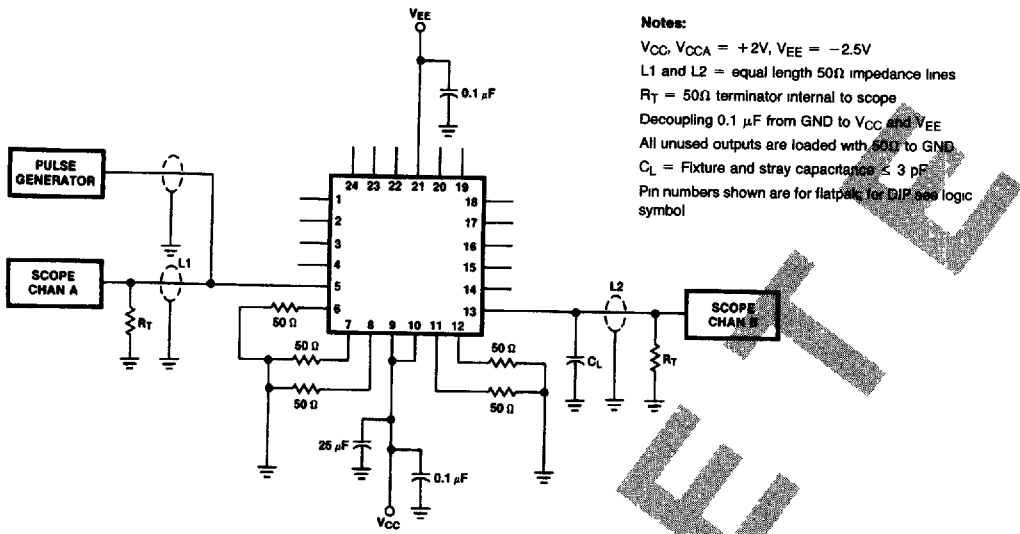 VEE
0.1 μF
Notes:
VCC, VCCA = +2V, VEE = −2.5V
L1 and L2 = equal length 50Ω impedance lines
RT = 50Ω terminator internal to scope
Decoupling 0.1 μF from GND to VCC and VEE
All unused outputs are loaded with 50Ω to GND
CL = Fixture and stray capacitance ≤ 3 pF
Pin numbers shown are for flatpak; for DIP see logic
symbol
PULSE
GENERATOR
24 23 22 21 20 19
1
2
3
4
5
6
18
17
16
15
14
13
7 8 9 10 11 12
SCOPE
CHAN A
L1
RT
50 Ω
50 Ω
50 Ω
50 Ω
50 Ω
L2
SCOPE
CHAN B
CL
RT
25 μF
0.1 μF
VCC
E T E